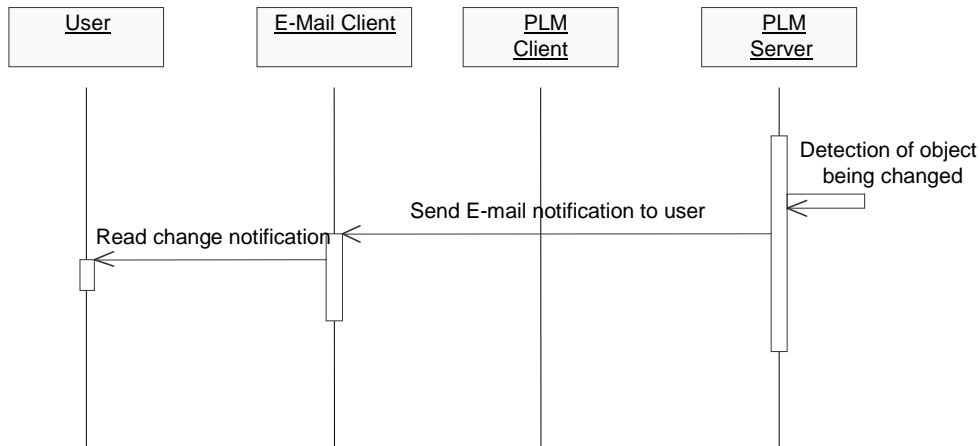 User
E-Mail Client
PLM
Client
PLM
Server
Detection of object
being changed
Send E-mail notification to user
Read change notification